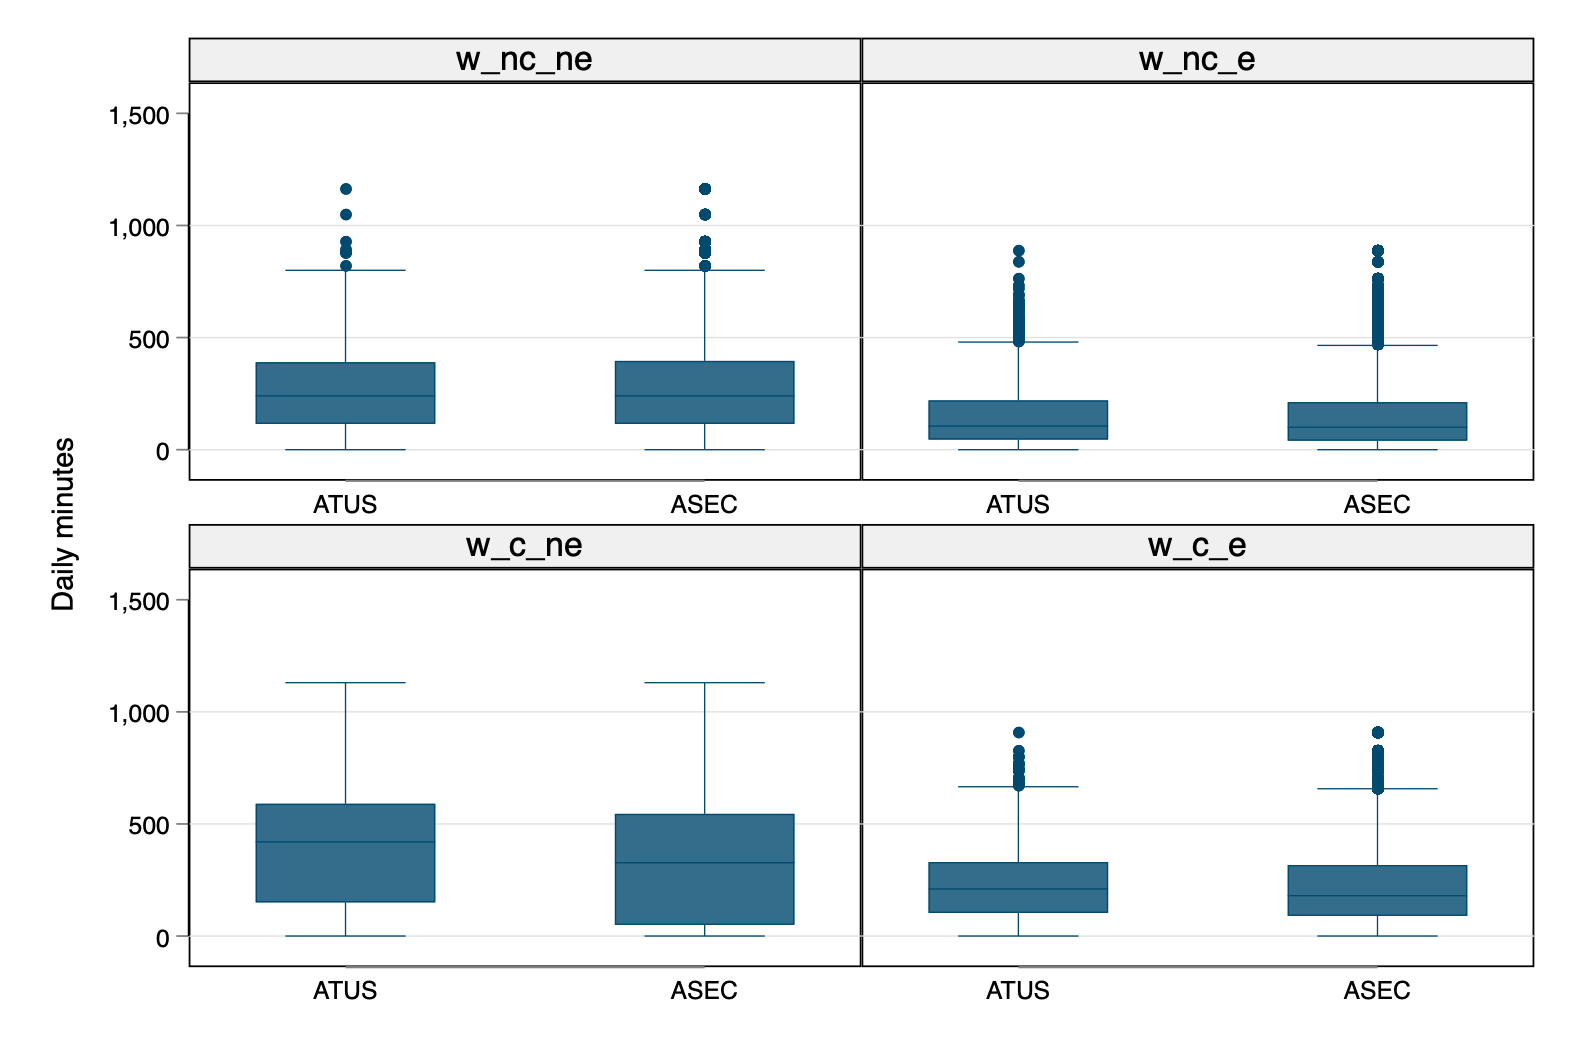 w_nc_ne
w_nc_e
1,500
1,000
500
0
ATUS
ASEC
ATUS
ASEC
Daily minutes
w_c_ne
w_c_e
1,500
1,000
500
0
ATUS
ASEC
ATUS
ASEC